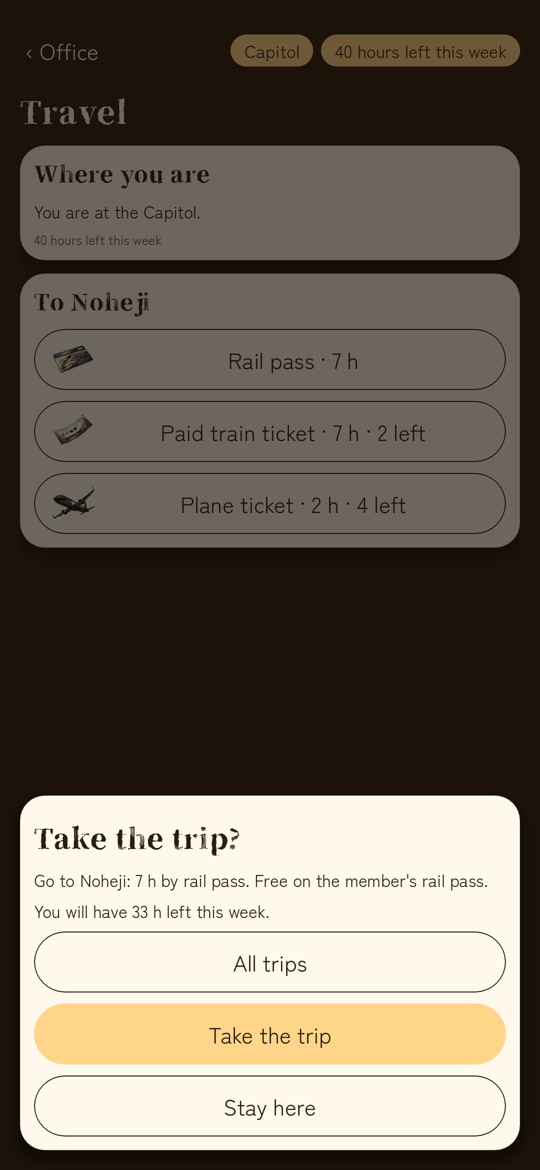 ‹ Office
Capitol
40 hours left this week
Travel
Where you are
You are at the Capitol.
40 hours left this week
To Noheji
Rail pass · 7 h
Paid train ticket · 7 h · 2 left
Plane ticket · 2 h · 4 left
Take the trip?
Go to Noheji: 7 h by rail pass. Free on the member's rail pass.
You will have 33 h left this week.
All trips
Take the trip
Stay here